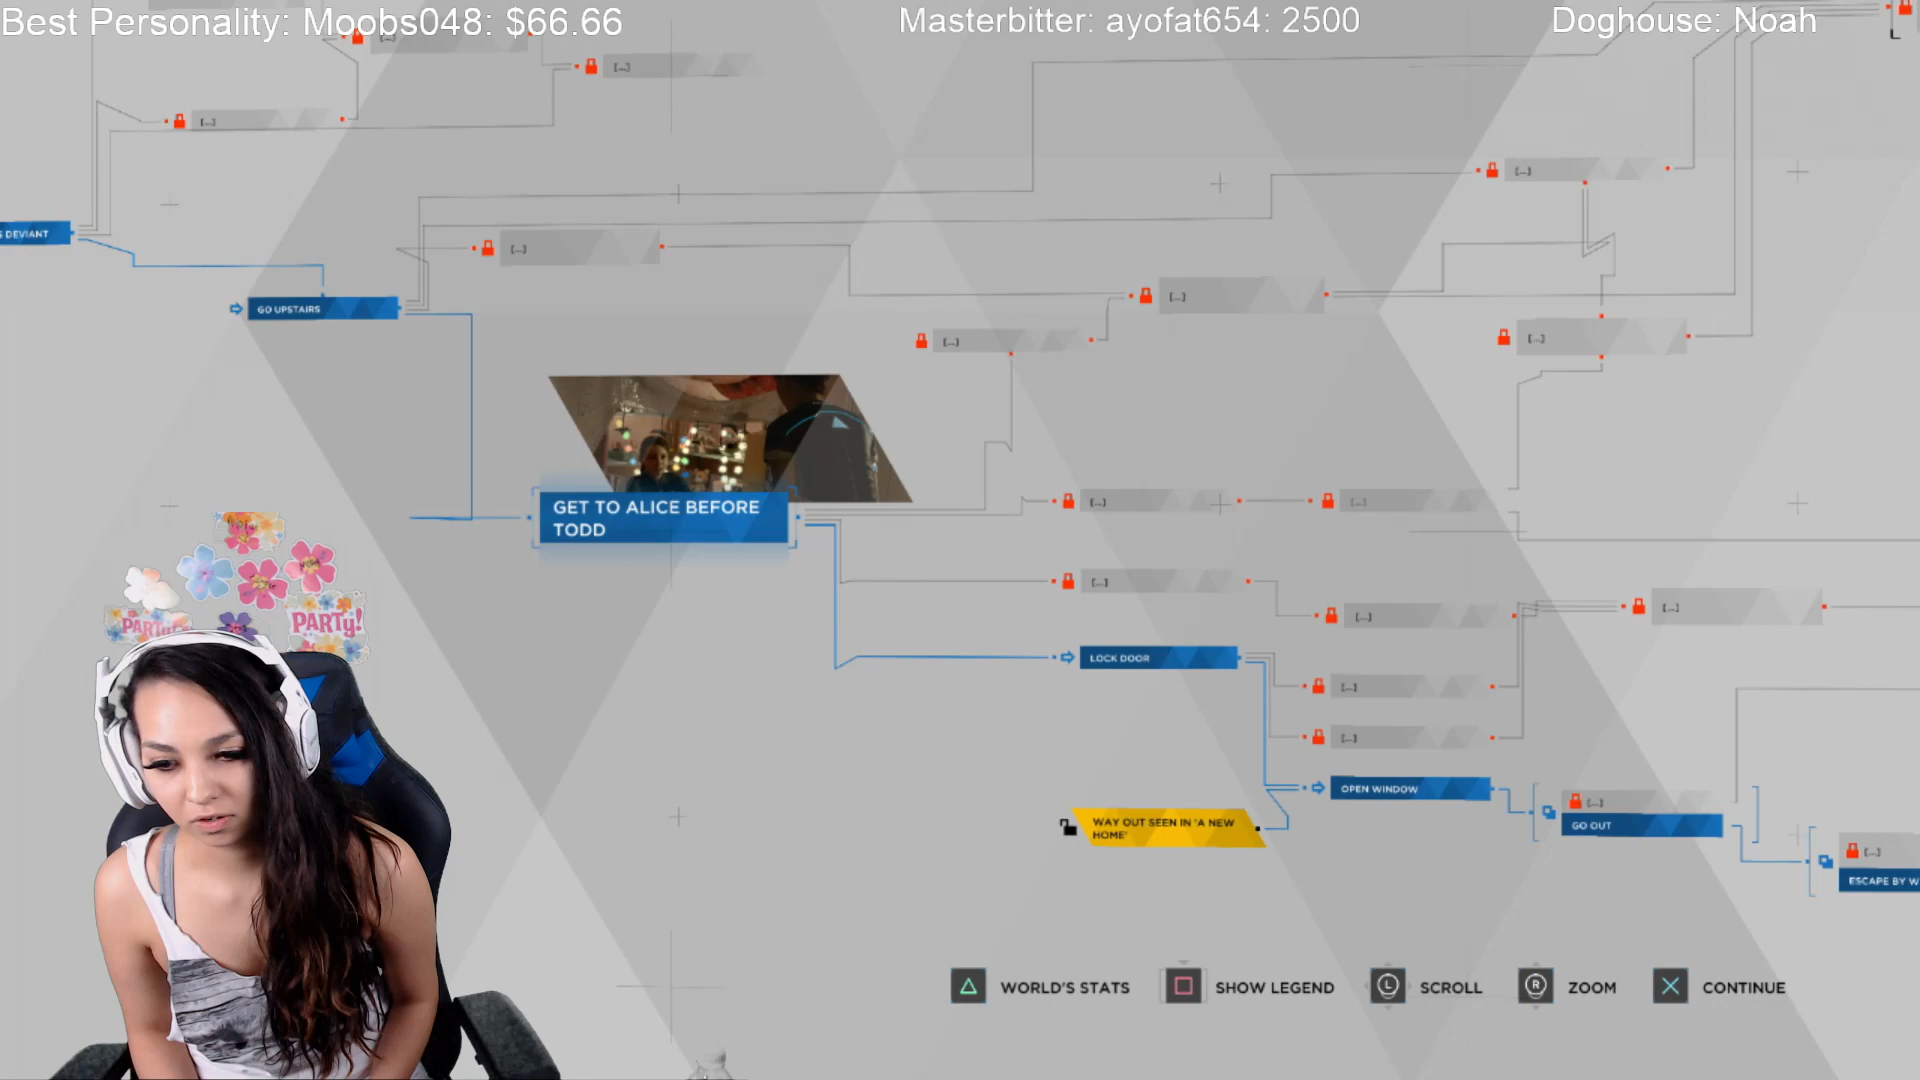 Best Personality: Moobs048: $66.66
Masterbitter: ayofat654: 2500
Doghouse: Noah
[...]
[...]
[...]
[...]
S DEVIANT
[...]
[...]
GO UPSTAIRS
[...]
[...]
GET TO ALICE BEFORE
TODD
[...]
[...]
[...]
[...]
[...]
LOCK DOOR
[...]
[...]
OPEN WINDOW
[...]
GO OUT
WAY OUT SEEN IN 'A NEW
HOME'
[...]
ESCAPE BY W
PARTy!
PARTy!
WORLD'S STATS
SHOW LEGEND
L
SCROLL
R
ZOOM
CONTINUE